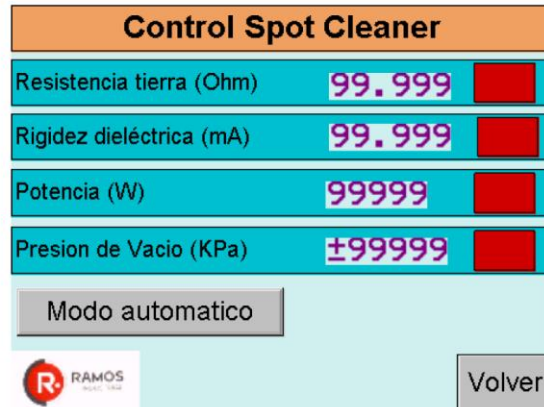 Control Spot Cleaner
Resistencia tierra (Ohm) 99.999
Rigidez dieléctrica (mA) 99.999
Potencia (W) 99999
Presion de Vacio (KPa) ±99999
Modo automatico
R. RAMOS
Volver